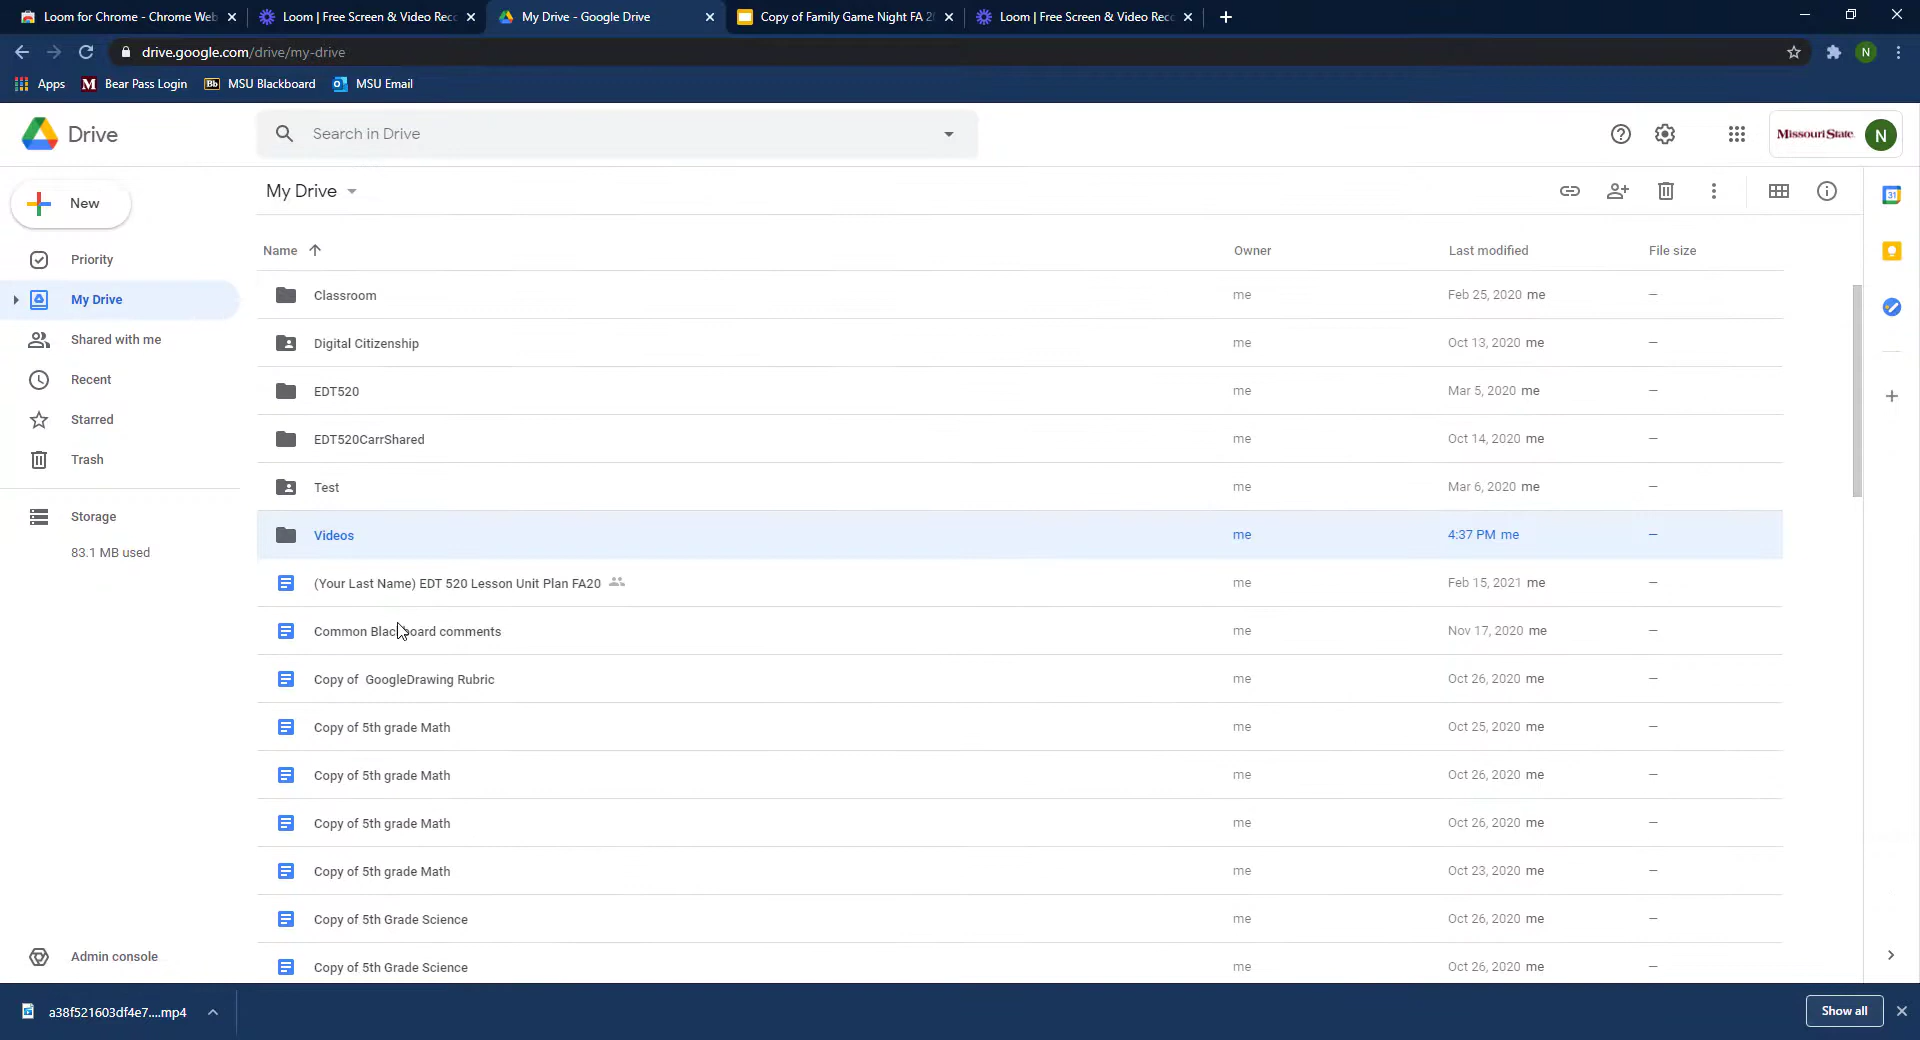 Loom for Chrome - Chrome Web
Loom | Free Screen & Video Rec
My Drive - Google Drive
Copy of Family Game Night FA 2
Loom | Free Screen & Video Rec
drive.google.com/drive/my-drive
N
Apps
M Bear Pass Login
Bb MSU Blackboard
MSU Email
Drive
Search in Drive
Missouri State
N
New
My Drive
31
Priority
My Drive
Shared with me
Recent
Starred
Trash
Storage
83.1 MB used
Admin console
Name Owner Last modified File size
Classroom me Feb 25, 2020 me –
Digital Citizenship me Oct 13, 2020 me –
EDT520 me Mar 5, 2020 me –
EDT520CarrShared me Oct 14, 2020 me –
Test me Mar 6, 2020 me –
Videos me 4:37 PM me –
(Your Last Name) EDT 520 Lesson Unit Plan FA20 me Feb 15, 2021 me –
Common Blackboard comments me Nov 17, 2020 me –
Copy of  GoogleDrawing Rubric me Oct 26, 2020 me –
Copy of 5th grade Math me Oct 25, 2020 me –
Copy of 5th grade Math me Oct 26, 2020 me –
Copy of 5th grade Math me Oct 26, 2020 me –
Copy of 5th grade Math me Oct 23, 2020 me –
Copy of 5th Grade Science me Oct 26, 2020 me –
Copy of 5th Grade Science me Oct 26, 2020 me –
a38f521603df4e7....mp4
Show all